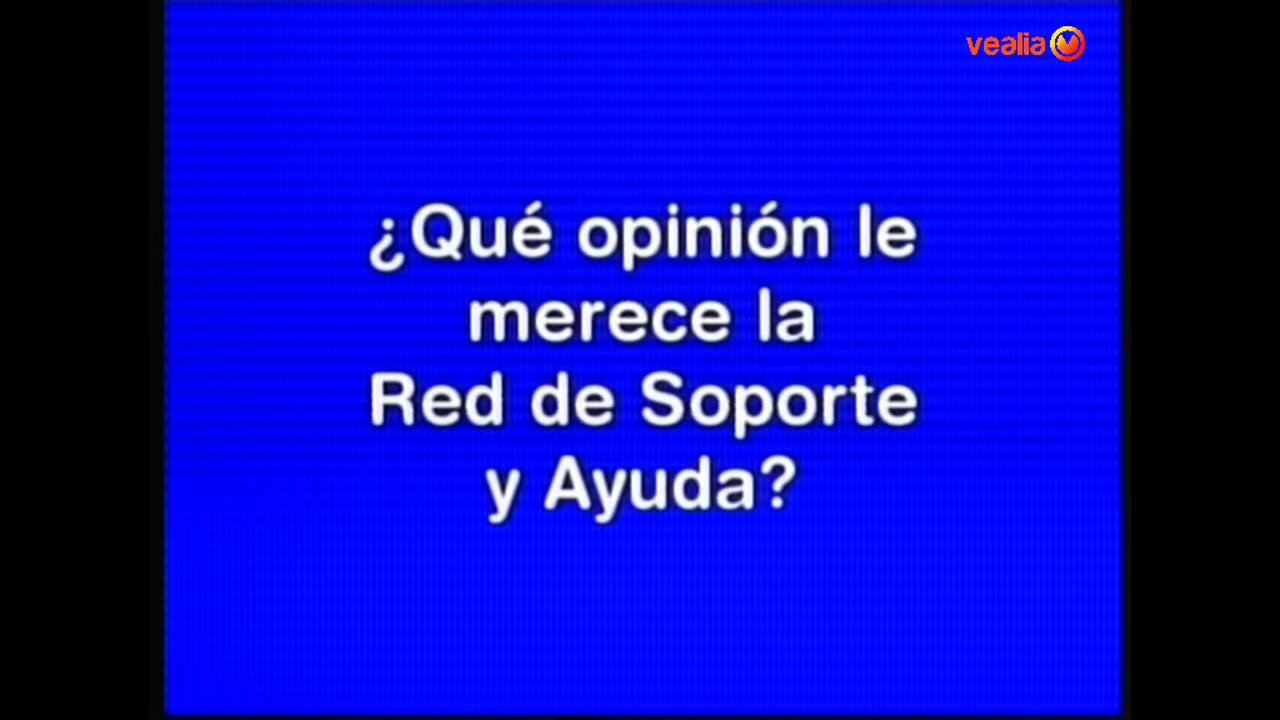 vealia
¿Qué opinión le
merece la
Red de Soporte
y Ayuda?